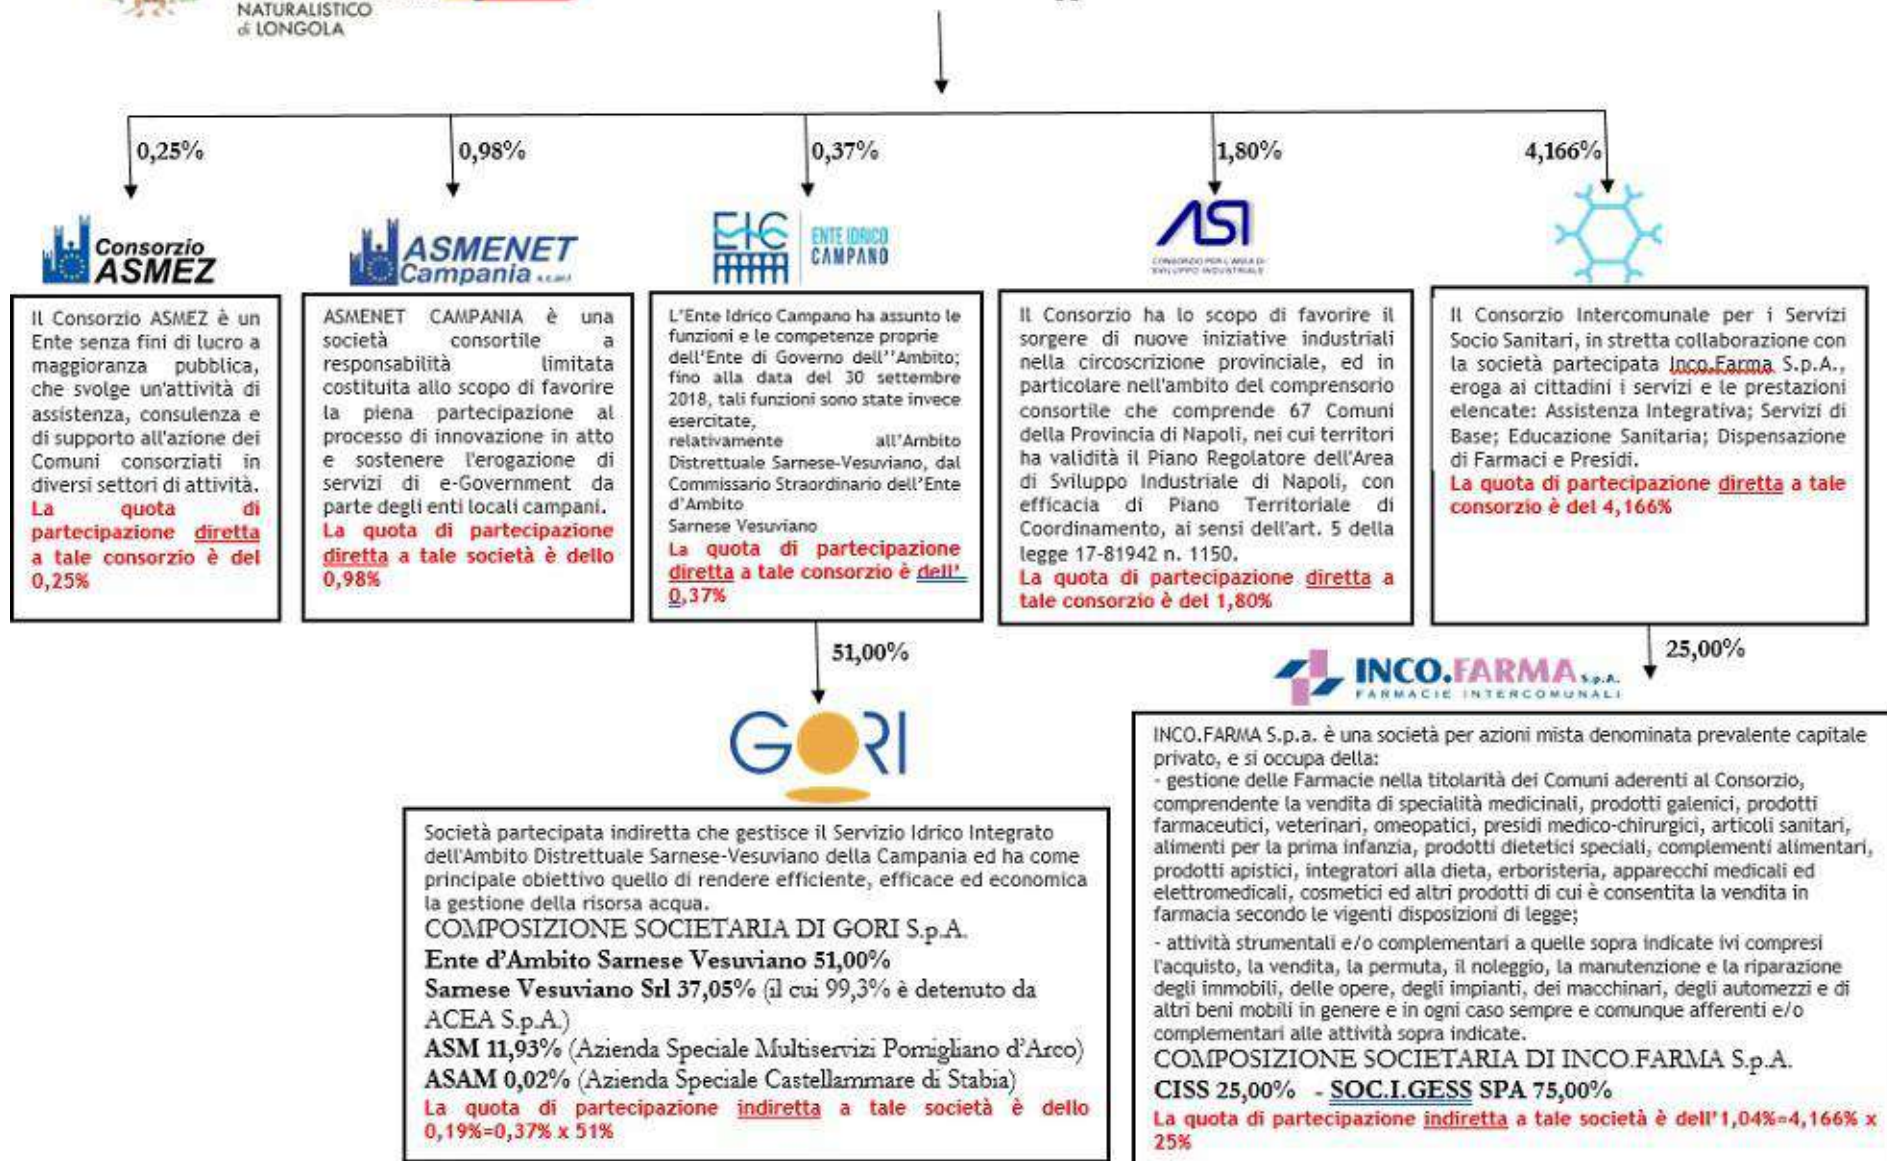 NATURALISTICO
di LONGOLA
0,25%
0,98%
0,37%
1,80%
4,166%
Consorzio
ASMEZ
ASMENET
Campania s.c.ar.l
EIC
ENTE IDRICO
CAMPANO
ASI
CONSORZIO PER L'AREA DI
SVILUPPO INDUSTRIALE
Il Consorzio ASMEZ è un
Ente senza fini di lucro a
maggioranza pubblica,
che svolge un'attività di
assistenza, consulenza e
di supporto all'azione dei
Comuni consorziati in
diversi settori di attività.
La quota di
partecipazione diretta
a tale consorzio è del
0,25%
ASMENET CAMPANIA è una
società consortile a
responsabilità limitata
costituita allo scopo di favorire
la piena partecipazione al
processo di innovazione in atto
e sostenere l'erogazione di
servizi di e-Government da
parte degli enti locali campani.
La quota di partecipazione
diretta a tale società è dello
0,98%
L'Ente Idrico Campano ha assunto le
funzioni e le competenze proprie
dell'Ente di Governo dell''Ambito;
fino alla data del 30 settembre
2018, tali funzioni sono state invece
esercitate,
relativamente all'Ambito
Distrettuale Sarnese-Vesuviano, dal
Commissario Straordinario dell'Ente
d'Ambito
Sarnese Vesuviano
La quota di partecipazione
diretta a tale consorzio è dell'
0,37%
Il Consorzio ha lo scopo di favorire il
sorgere di nuove iniziative industriali
nella circoscrizione provinciale, ed in
particolare nell'ambito del comprensorio
consortile che comprende 67 Comuni
della Provincia di Napoli, nei cui territori
ha validità il Piano Regolatore dell'Area
di Sviluppo Industriale di Napoli, con
efficacia di Piano Territoriale di
Coordinamento, ai sensi dell'art. 5 della
legge 17-81942 n. 1150.
La quota di partecipazione diretta a
tale consorzio è del 1,80%
Il Consorzio Intercomunale per i Servizi
Socio Sanitari, in stretta collaborazione con
la società partecipata Inco.Farma S.p.A.,
eroga ai cittadini i servizi e le prestazioni
elencate: Assistenza Integrativa; Servizi di
Base; Educazione Sanitaria; Dispensazione
di Farmaci e Presidi.
La quota di partecipazione diretta a tale
consorzio è del 4,166%
51,00%
25,00%
GORI
INCO.FARMA S.p.A.
FARMACIE INTERCOMUNALI
Società partecipata indiretta che gestisce il Servizio Idrico Integrato
dell'Ambito Distrettuale Sarnese-Vesuviano della Campania ed ha come
principale obiettivo quello di rendere efficiente, efficace ed economica
la gestione della risorsa acqua.
COMPOSIZIONE SOCIETARIA DI GORI S.p.A.
Ente d'Ambito Sarnese Vesuviano 51,00%
Sarnese Vesuviano Srl 37,05% (il cui 99,3% è detenuto da
ACEA S.p.A.)
ASM 11,93% (Azienda Speciale Multiservizi Pomigliano d'Arco)
ASAM 0,02% (Azienda Speciale Castellammare di Stabia)
La quota di partecipazione indiretta a tale società è dello
0,19%=0,37% x 51%
INCO.FARMA S.p.a. è una società per azioni mista denominata prevalente capitale
privato, e si occupa della:
- gestione delle Farmacie nella titolarità dei Comuni aderenti al Consorzio,
comprendente la vendita di specialità medicinali, prodotti galenici, prodotti
farmaceutici, veterinari, omeopatici, presidi medico-chirurgici, articoli sanitari,
alimenti per la prima infanzia, prodotti dietetici speciali, complementi alimentari,
prodotti apistici, integratori alla dieta, erboristeria, apparecchi medicali ed
elettromedicali, cosmetici ed altri prodotti di cui è consentita la vendita in
farmacia secondo le vigenti disposizioni di legge;
- attività strumentali e/o complementari a quelle sopra indicate ivi compresi
l'acquisto, la vendita, la permuta, il noleggio, la manutenzione e la riparazione
degli immobili, delle opere, degli impianti, dei macchinari, degli automezzi e di
altri beni mobili in genere e in ogni caso sempre e comunque afferenti e/o
complementari alle attività sopra indicate.
COMPOSIZIONE SOCIETARIA DI INCO.FARMA S.p.A.
CISS 25,00% - SOC.I.GESS SPA 75,00%
La quota di partecipazione indiretta a tale società è dell'1,04%=4,166% x
25%